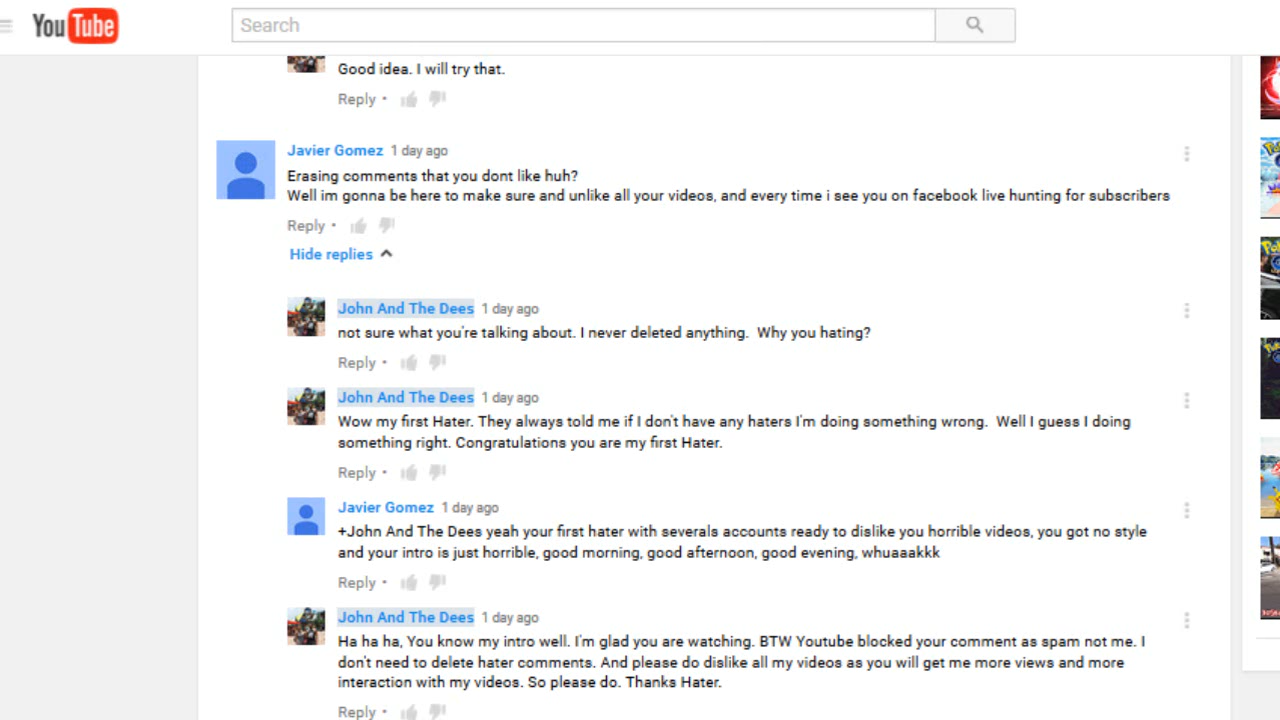 YouTube
Search
Good idea. I will try that.
Reply •
Javier Gomez 1 day ago
Erasing comments that you dont like huh?
Well im gonna be here to make sure and unlike all your videos, and every time i see you on facebook live hunting for subscribers
Reply •
Hide replies
John And The Dees 1 day ago
not sure what you're talking about. I never deleted anything.  Why you hating?
Reply •
John And The Dees 1 day ago
Wow my first Hater. They always told me if I don't have any haters I'm doing something wrong.  Well I guess I doing
something right. Congratulations you are my first Hater.
Reply •
Javier Gomez 1 day ago
+John And The Dees yeah your first hater with severals accounts ready to dislike you horrible videos, you got no style
and your intro is just horrible, good morning, good afternoon, good evening, whuaaakkk
Reply •
John And The Dees 1 day ago
Ha ha ha, You know my intro well. I'm glad you are watching. BTW Youtube blocked your comment as spam not me. I
don't need to delete hater comments. And please do dislike all my videos as you will get me more views and more
interaction with my videos. So please do. Thanks Hater.
Reply •